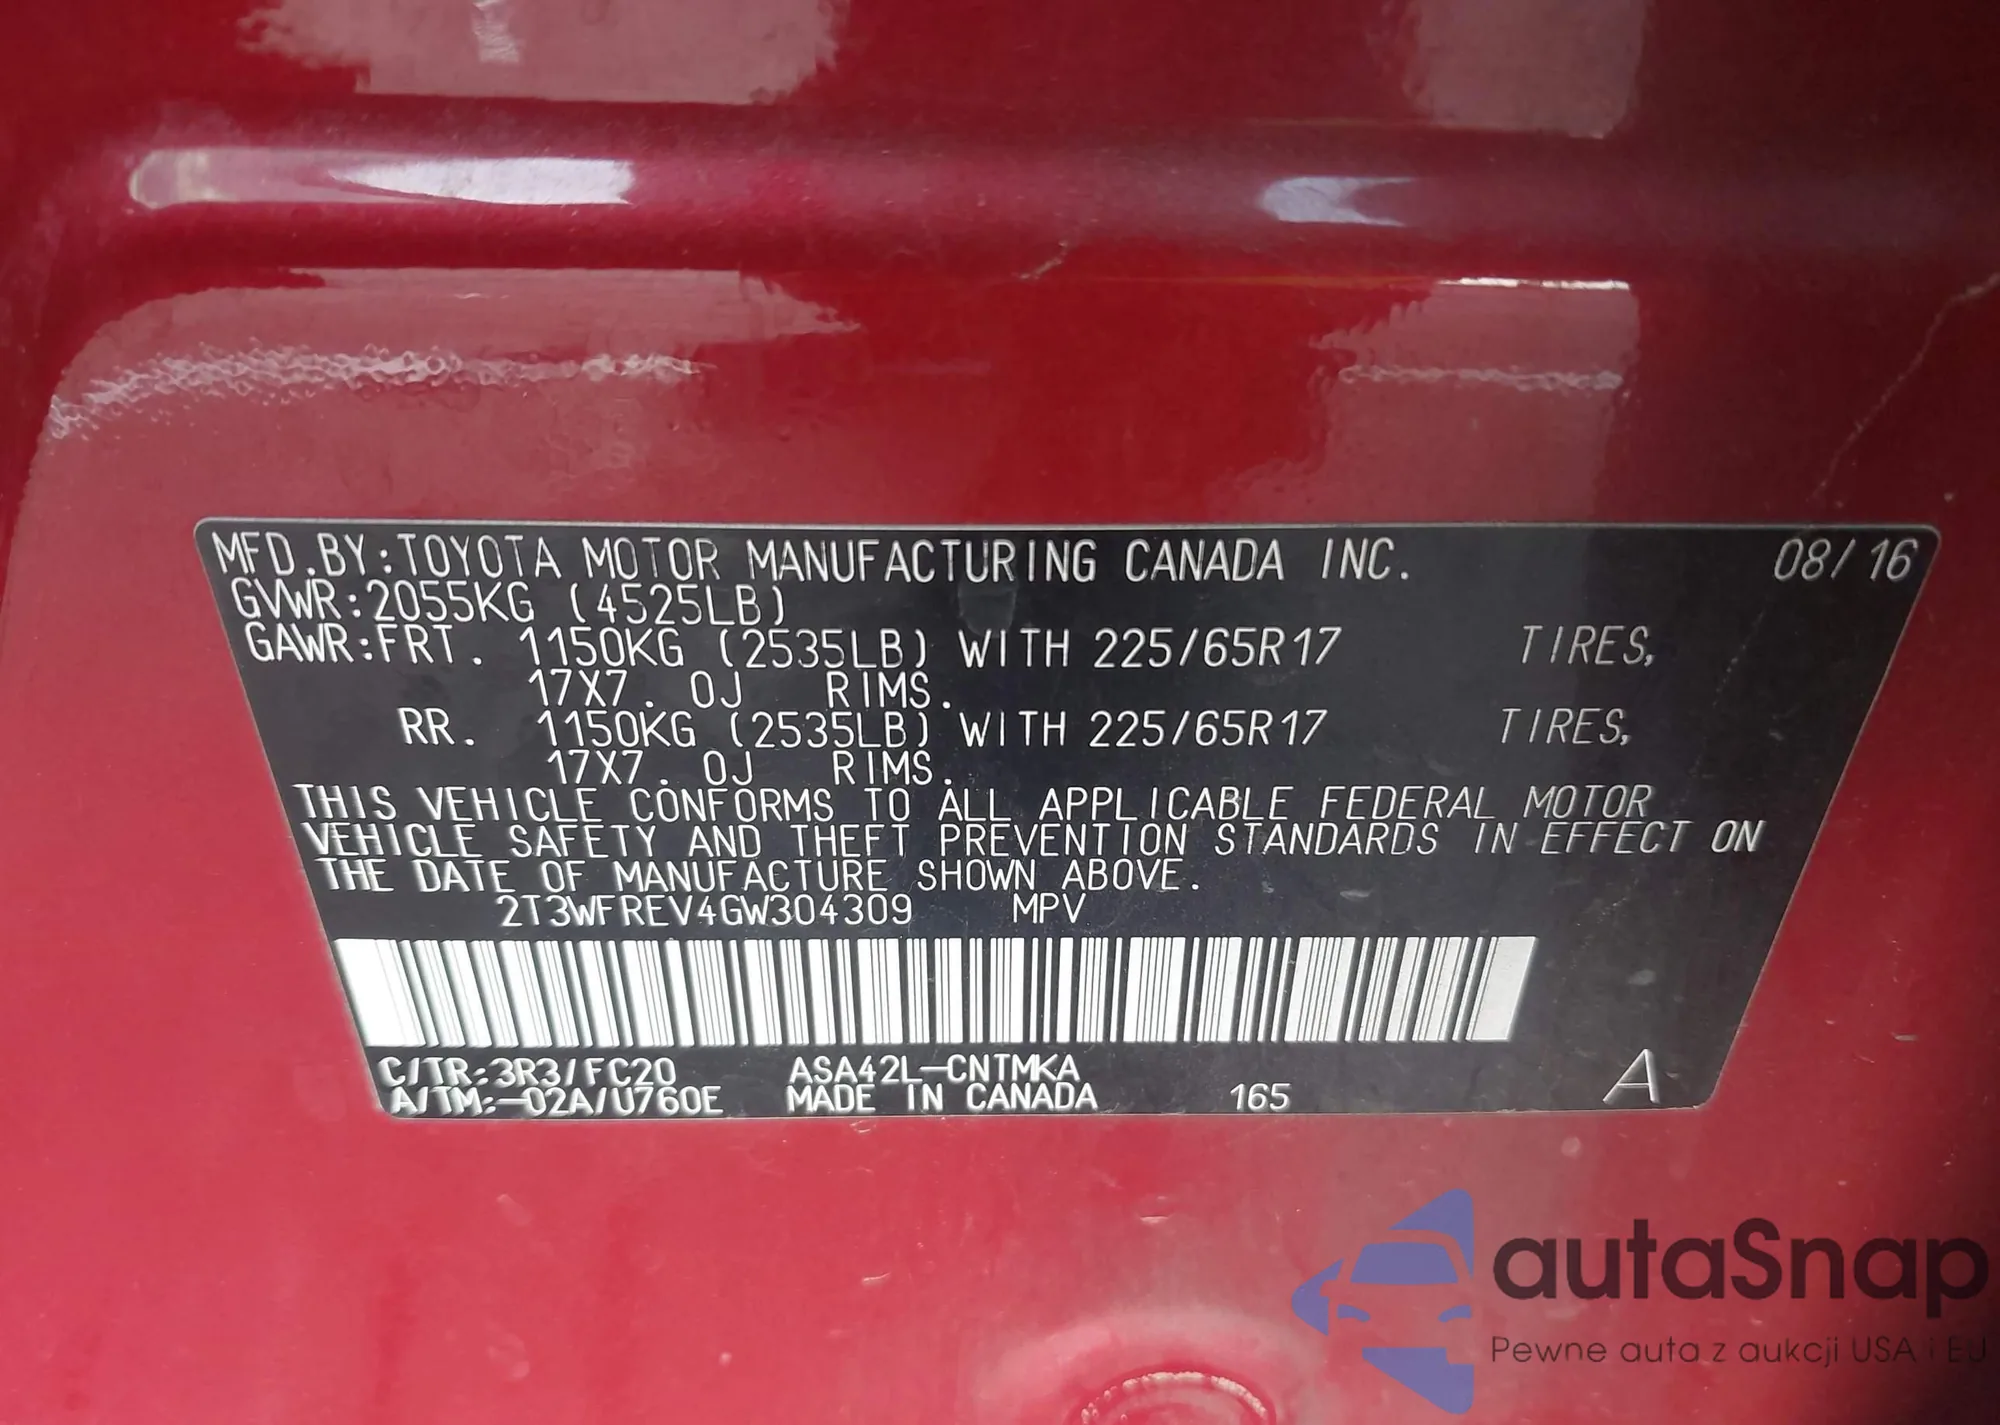 MFD.BY:TOYOTA MOTOR MANUFACTURING CANADA INC. 08/16
GVWR:2055KG (4525LB)
GAWR:FRT. 1150KG (2535LB) WITH 225/65R17 TIRES,
17X7. 0J RIMS.
RR. 1150KG (2535LB) WITH 225/65R17 TIRES,
17X7. 0J RIMS.
THIS VEHICLE CONFORMS TO ALL APPLICABLE FEDERAL MOTOR
VEHICLE SAFETY AND THEFT PREVENTION STANDARDS IN EFFECT ON
THE DATE OF MANUFACTURE SHOWN ABOVE.
2T3WFREV4GW304309 MPV
C/TR:3R3/FC20 ASA42L-CNTMKA
A/TM:-02A/U760E MADE IN CANADA 165 A
autaSnap
Pewne auta z aukcji USA i EU